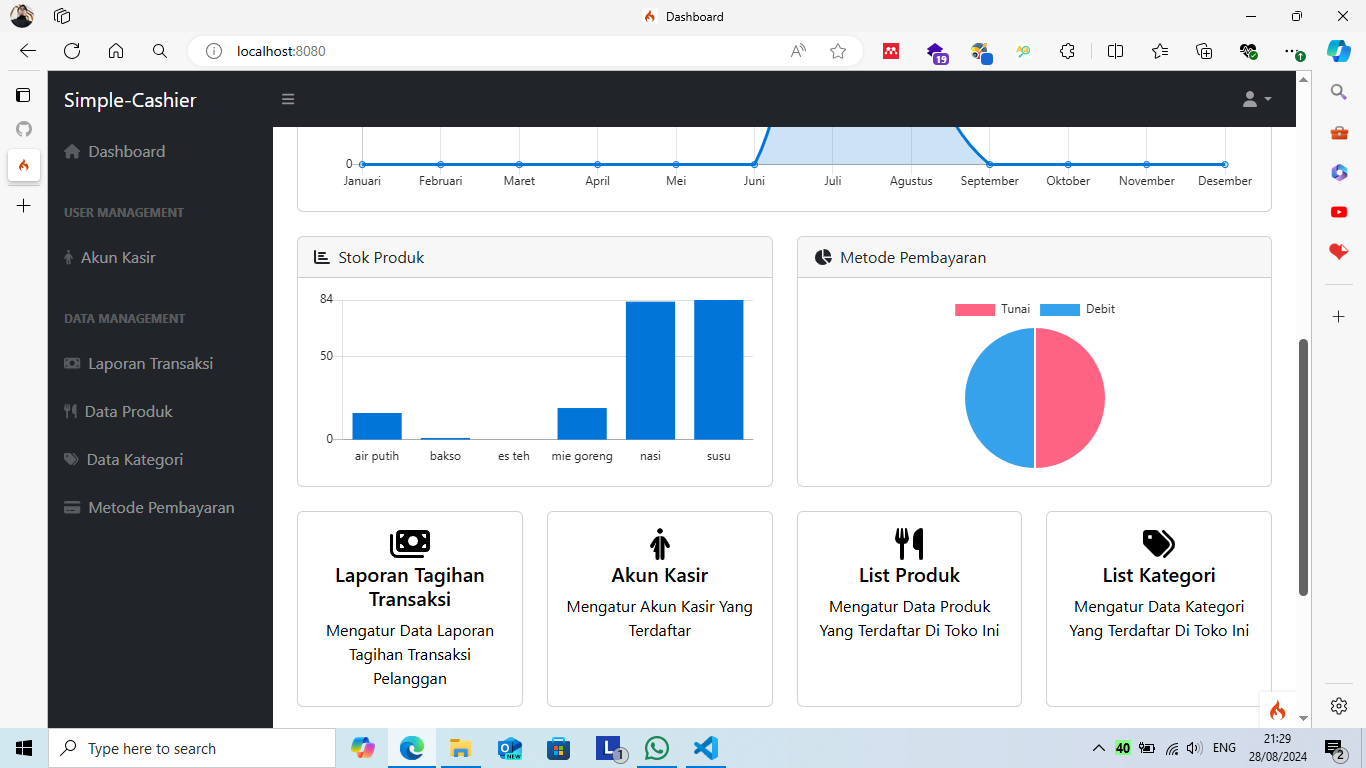 Dashboard
localhost:8080
19
Simple-Cashier
Dashboard
USER MANAGEMENT
Akun Kasir
DATA MANAGEMENT
Laporan Transaksi
Data Produk
Data Kategori
Metode Pembayaran
0
Januari Februari Maret April Mei Juni Juli Agustus September Oktober November Desember
Stok Produk
84
50
0
air putih bakso es teh mie goreng nasi susu
Metode Pembayaran
Tunai Debit
Laporan Tagihan
Transaksi
Mengatur Data Laporan
Tagihan Transaksi
Pelanggan
Akun Kasir
Mengatur Akun Kasir Yang
Terdaftar
List Produk
Mengatur Data Produk
Yang Terdaftar Di Toko Ini
List Kategori
Mengatur Data Kategori
Yang Terdaftar Di Toko Ini
Type here to search
NEW
L
1
40
ENG
21:29
28/08/2024
2